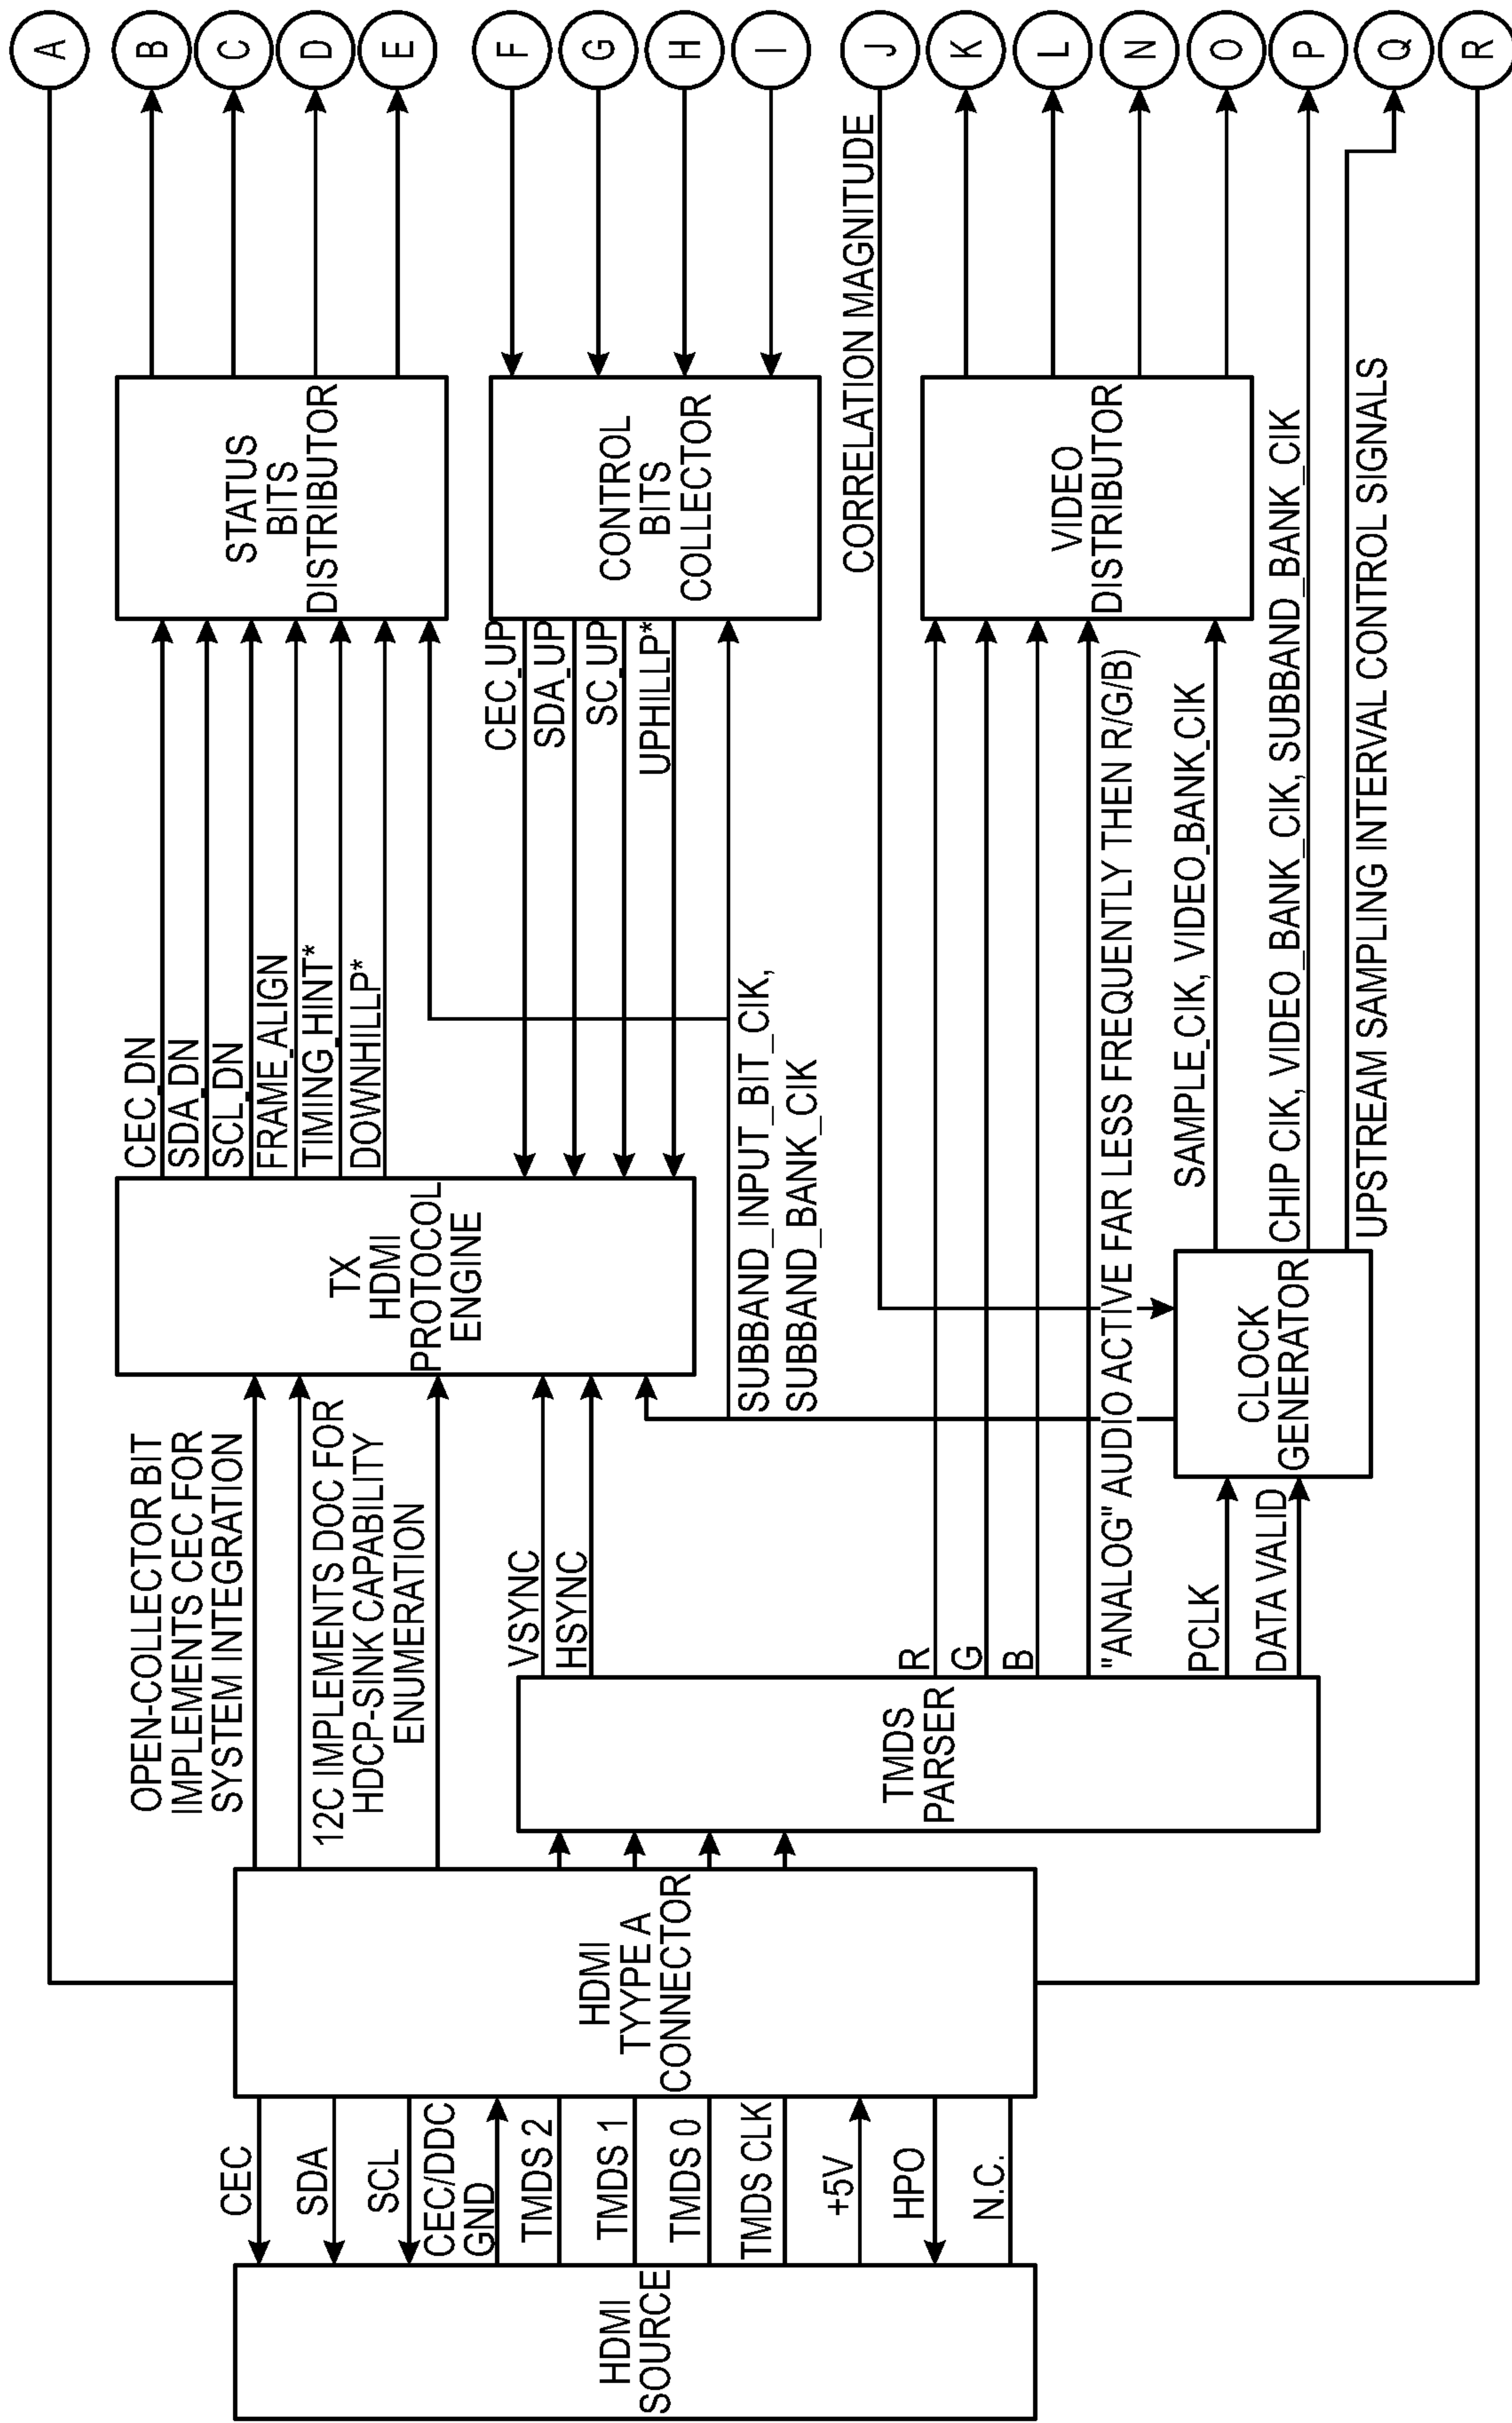 HDMI
SOURCE
CEC
SDA
SCL
CEC/DDC
GND
TMDS 2
TMDS 1
TMDS 0
TMDS CLK
+5V
HPO
N.C.
HDMI
TYYPE A
CONNECTOR
OPEN-COLLECTOR BIT
IMPLEMENTS CEC FOR
SYSTEM INTEGRATION
12C IMPLEMENTS DOC FOR
HDCP-SINK CAPABILITY
ENUMERATION
TMDS
PARSER
VSYNC
HSYNC
R
G
B
"ANALOG" AUDIO ACTIVE FAR LESS FREQUENTLY THEN R/G/B)
PCLK
DATA VALID
TX
HDMI
PROTOCOL
ENGINE
CLOCK
GENERATOR
CEC_DN
SDA_DN
SCL_DN
FRAME_ALIGN
TIMING_HINT*
DOWNHILLP*
CEC_UP
SDA_UP
SC_UP
UPHILLP*
SUBBAND_INPUT_BIT_CIK,
SUBBAND_BANK_CIK
SAMPLE_CIK, VIDEO_BANK_CIK
CHIP CIK, VIDEO_BANK_CIK, SUBBAND_BANK_CIK
UPSTREAM SAMPLING INTERVAL CONTROL SIGNALS
STATUS
BITS
DISTRIBUTOR
CONTROL
BITS
COLLECTOR
CORRELATION MAGNITUDE
VIDEO
DISTRIBUTOR
A
B
C
D
E
F
G
H
I
J
K
L
N
O
P
Q
R